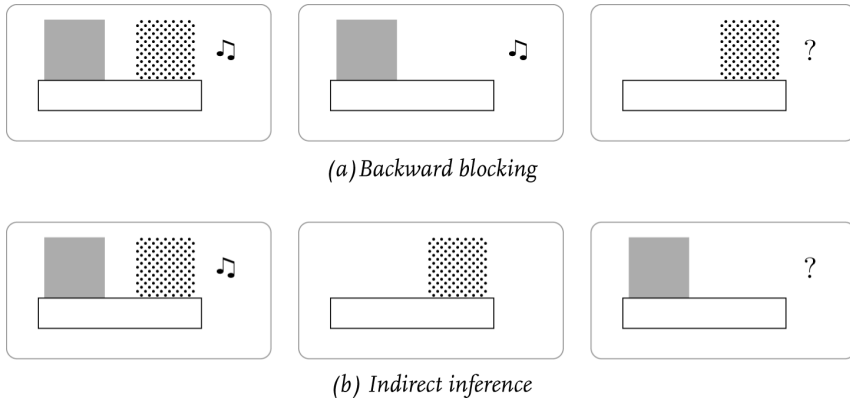 ♫ ♫ ?
(a) Backward blocking
♫ ?
(b) Indirect inference